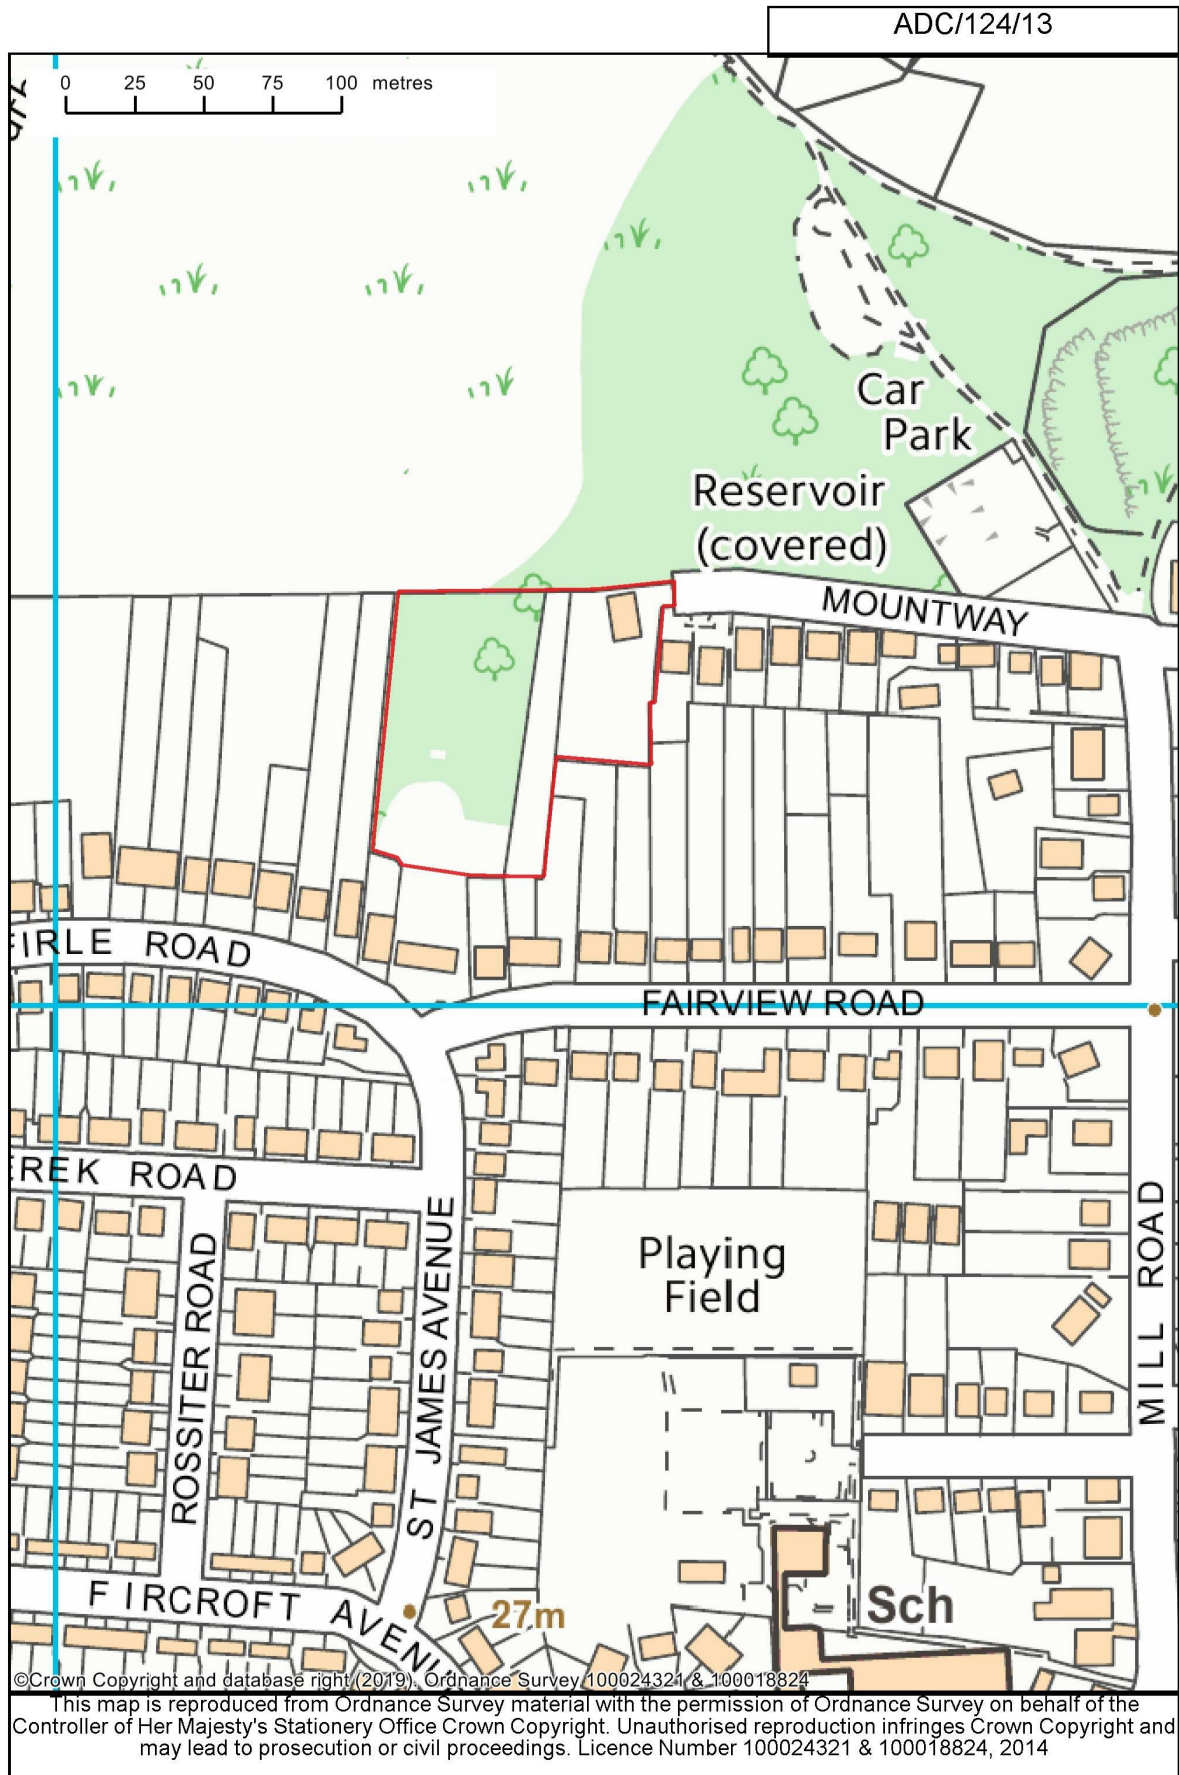 ADC/124/13
0 25 50 75 100 metres
Car
Park
Reservoir
(covered)
MOUNTWAY
FIRLE ROAD
FAIRVIEW ROAD
EREK ROAD
ROSSITER ROAD
ST JAMES AVENUE
Playing
Field
MILL ROAD
FIRCROFT AVENU
27m
Sch
©Crown Copyright and database right (2019). Ordnance Survey 100024321 & 100018824
This map is reproduced from Ordnance Survey material with the permission of Ordnance Survey on behalf of the
Controller of Her Majesty's Stationery Office Crown Copyright. Unauthorised reproduction infringes Crown Copyright and
may lead to prosecution or civil proceedings. Licence Number 100024321 & 100018824, 2014